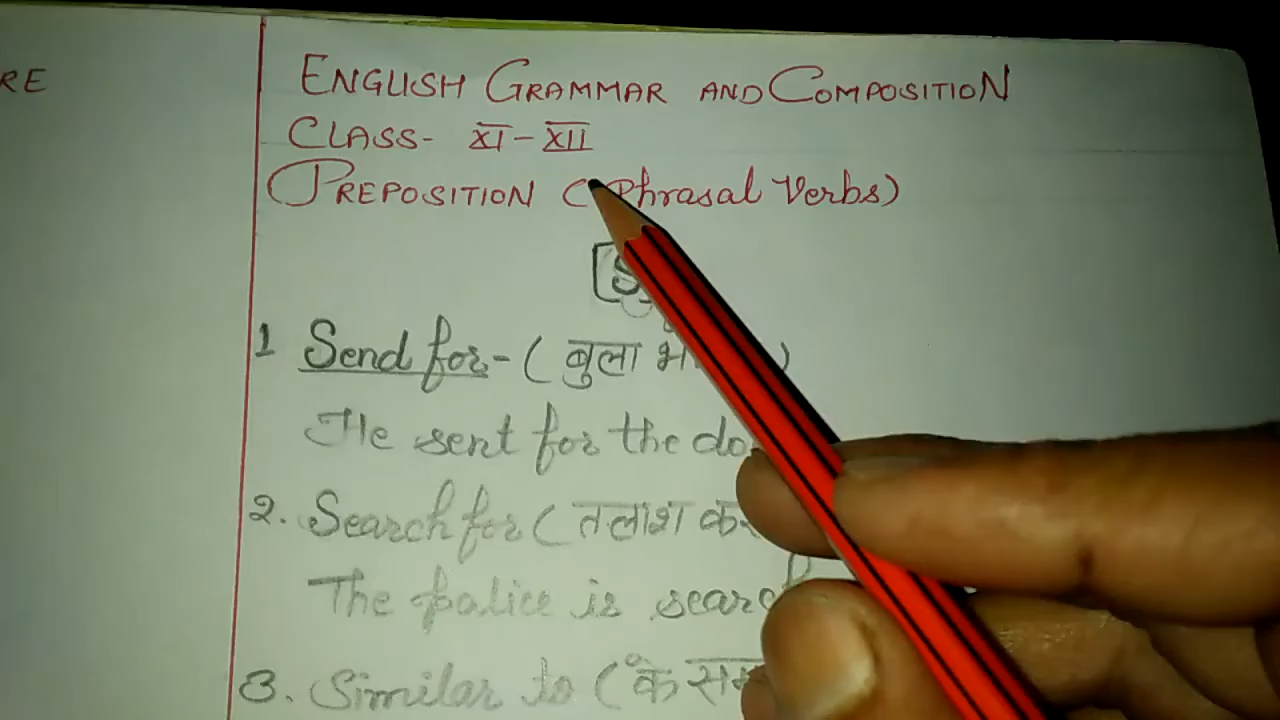 RE
ENGLISH GRAMMAR AND COMPOSITION
CLASS- XI - XII
PREPOSITION (Phrasal Verbs)
[S
1 Send for - ( बुला )
He sent for the
2. Search for ( तलाश
The police is
3. Similar to ( के